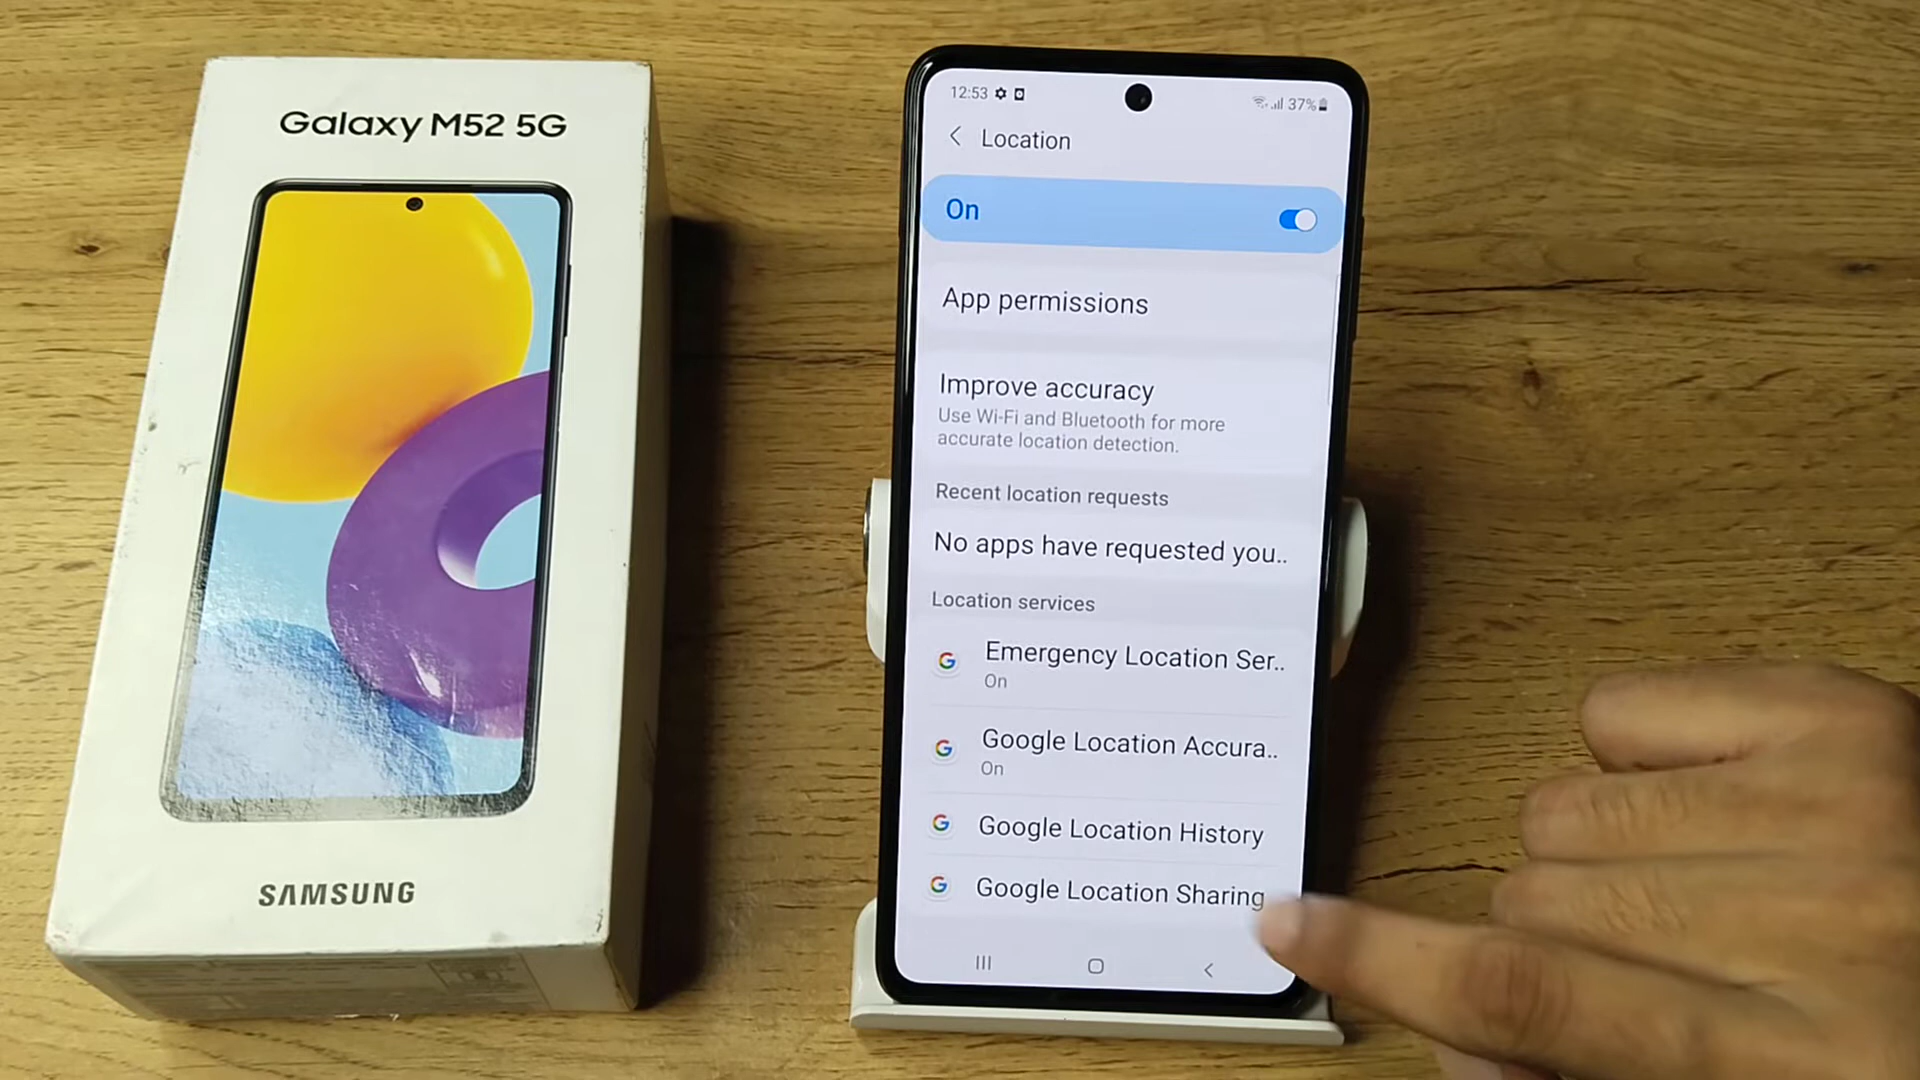 Galaxy M52 5G
SAMSUNG
12:53
37%
Location
On
App permissions
Improve accuracy
Use Wi-Fi and Bluetooth for more
accurate location detection.
Recent location requests
No apps have requested you..
Location services
Emergency Location Ser..
On
Google Location Accura..
On
Google Location History
Google Location Sharing